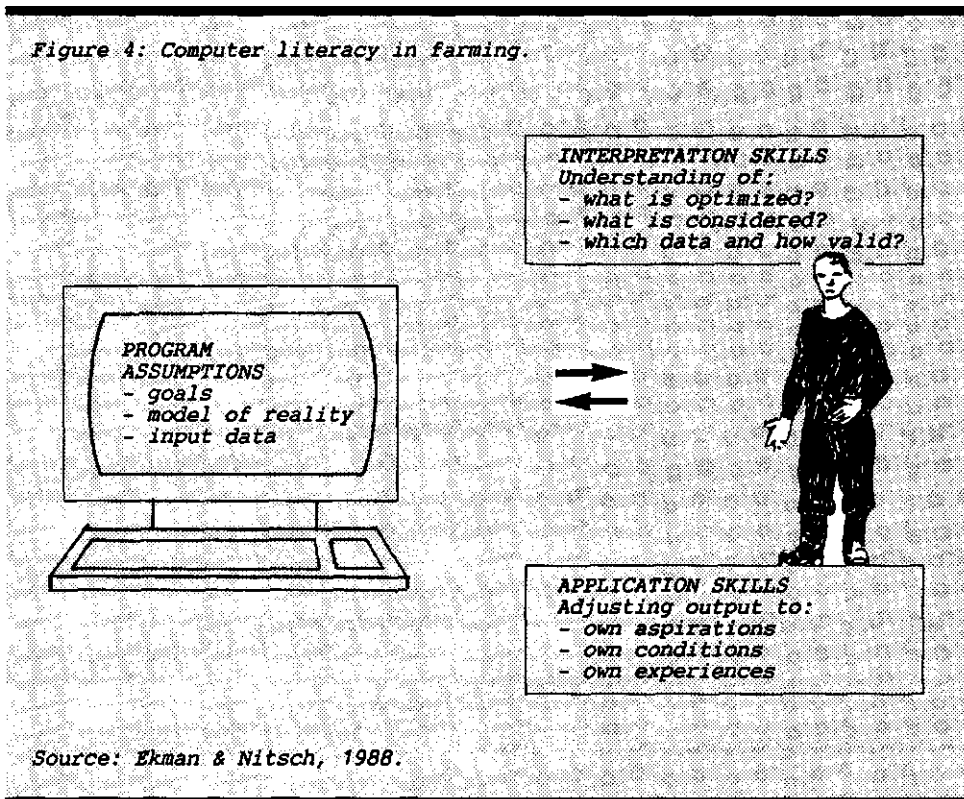 Figure 4: Computer literacy in farming.
INTERPRETATION SKILLS
Understanding of:
- what is optimized?
- what is considered?
- which data and how valid?
PROGRAM
ASSUMPTIONS
- goals
- model of reality
- input data
APPLICATION SKILLS
Adjusting output to:
- own aspirations
- own conditions
- own experiences
Source: Ekman & Nitsch, 1988.